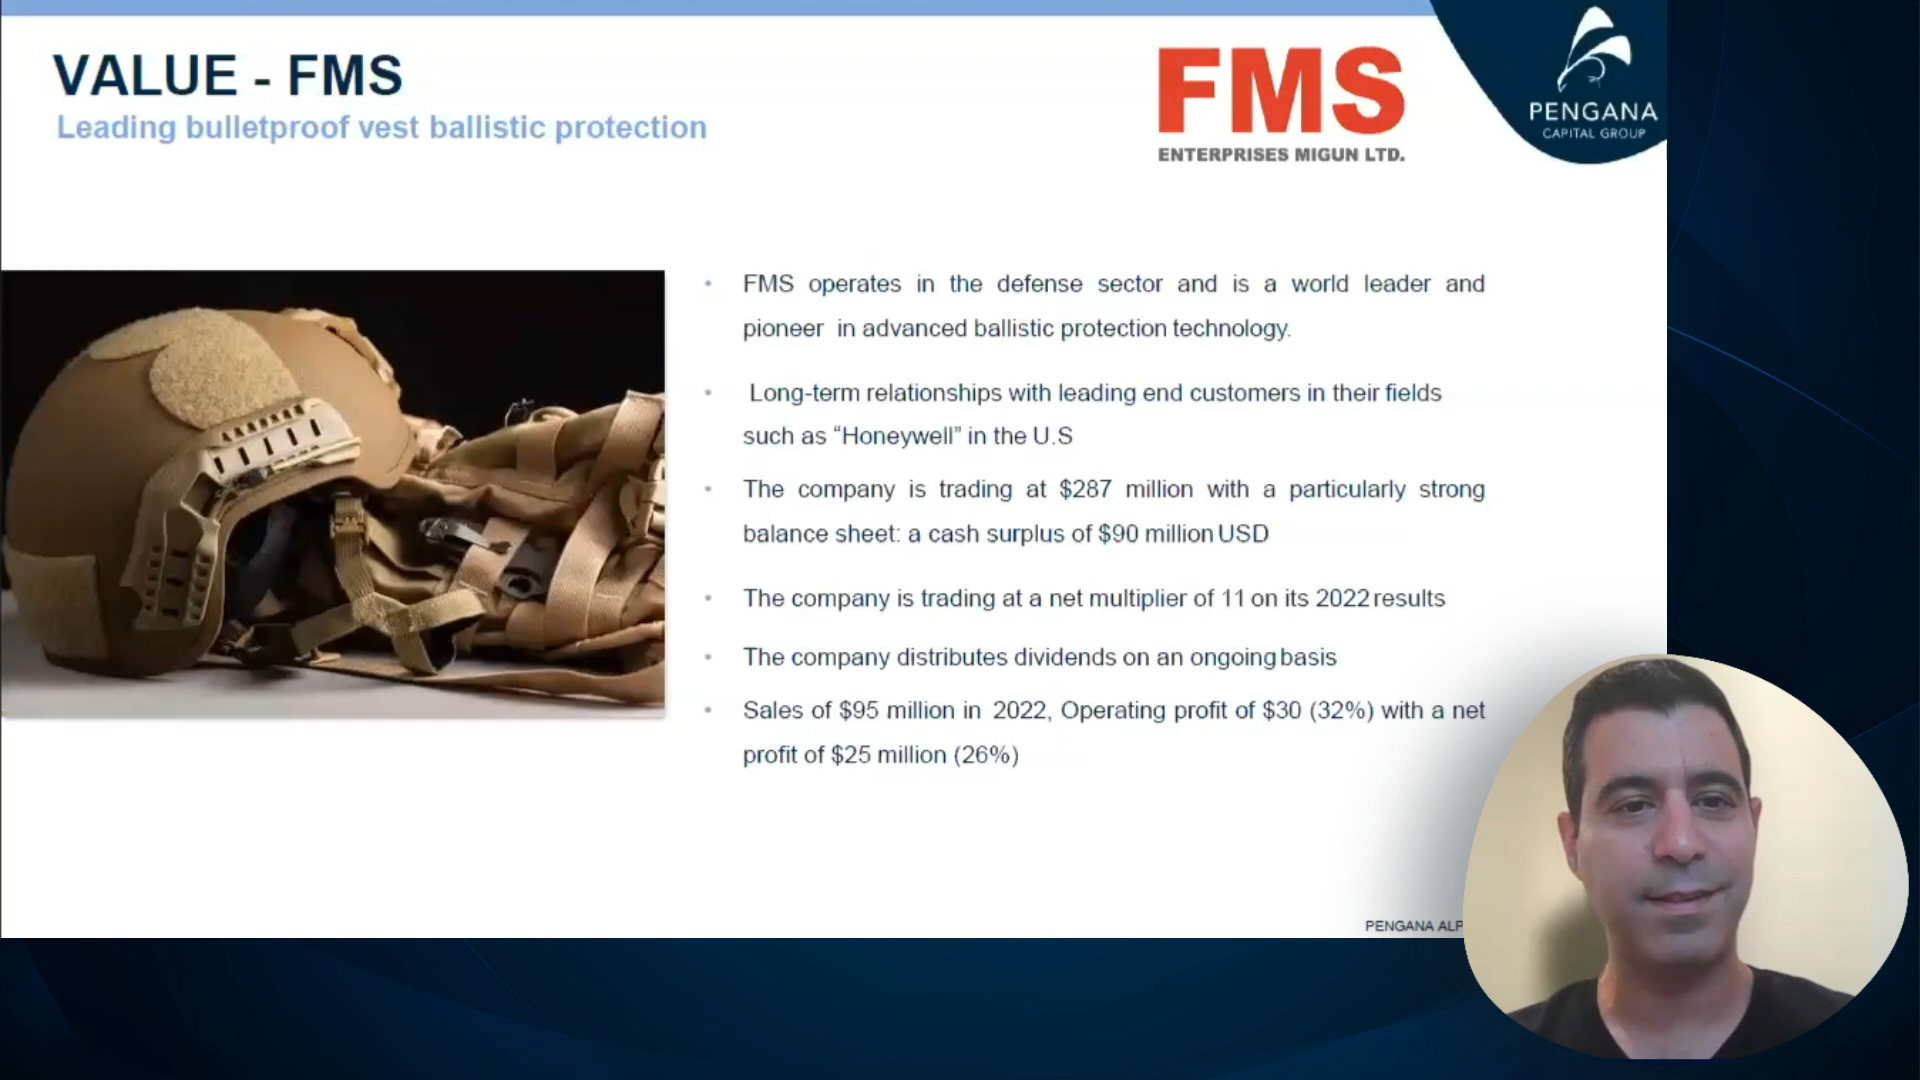 VALUE - FMS
Leading bulletproof vest ballistic protection
FMS
ENTERPRISES MIGUN LTD.
PENGANA
CAPITAL GROUP
• FMS operates in the defense sector and is a world leader and
pioneer in advanced ballistic protection technology.
• Long-term relationships with leading end customers in their fields
such as “Honeywell” in the U.S
• The company is trading at $287 million with a particularly strong
balance sheet: a cash surplus of $90 million USD
• The company is trading at a net multiplier of 11 on its 2022 results
• The company distributes dividends on an ongoing basis
• Sales of $95 million in 2022, Operating profit of $30 (32%) with a net
profit of $25 million (26%)
PENGANA ALP